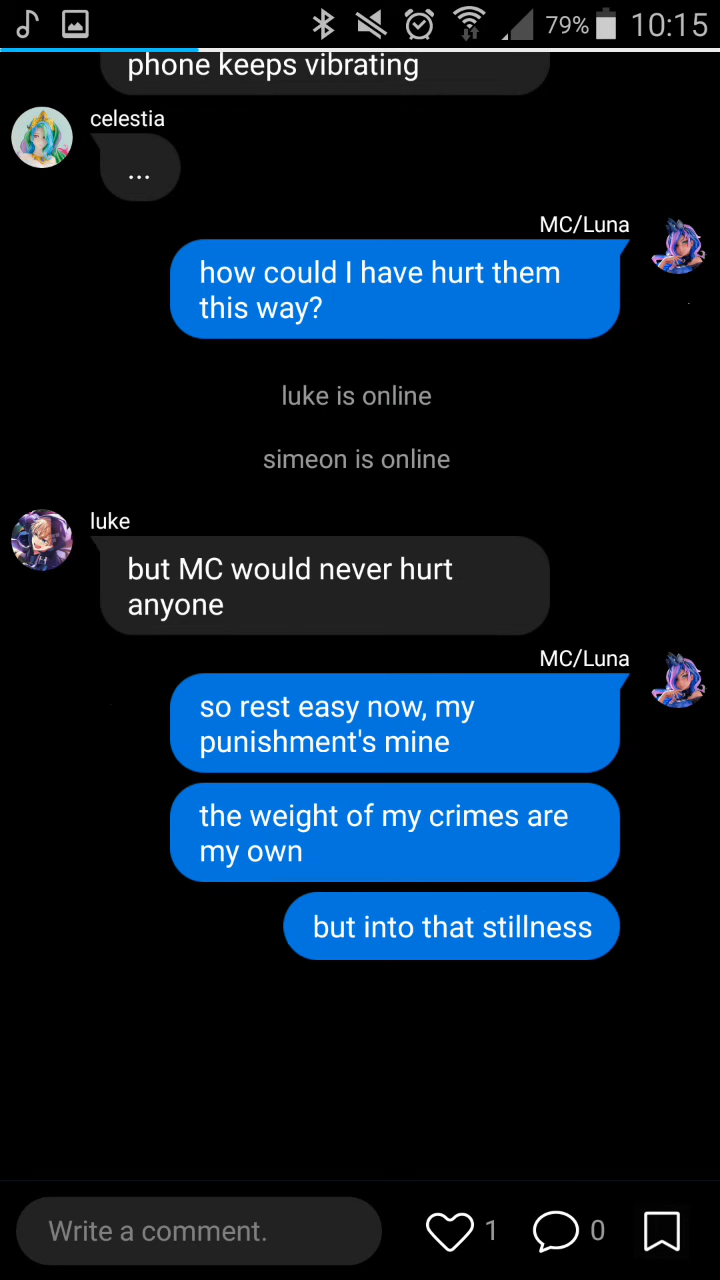 79% 10:15
phone keeps vibrating
celestia
...
MC/Luna
how could I have hurt them
this way?
luke is online
simeon is online
luke
but MC would never hurt
anyone
MC/Luna
so rest easy now, my
punishment's mine
the weight of my crimes are
my own
but into that stillness
Write a comment.
1
0